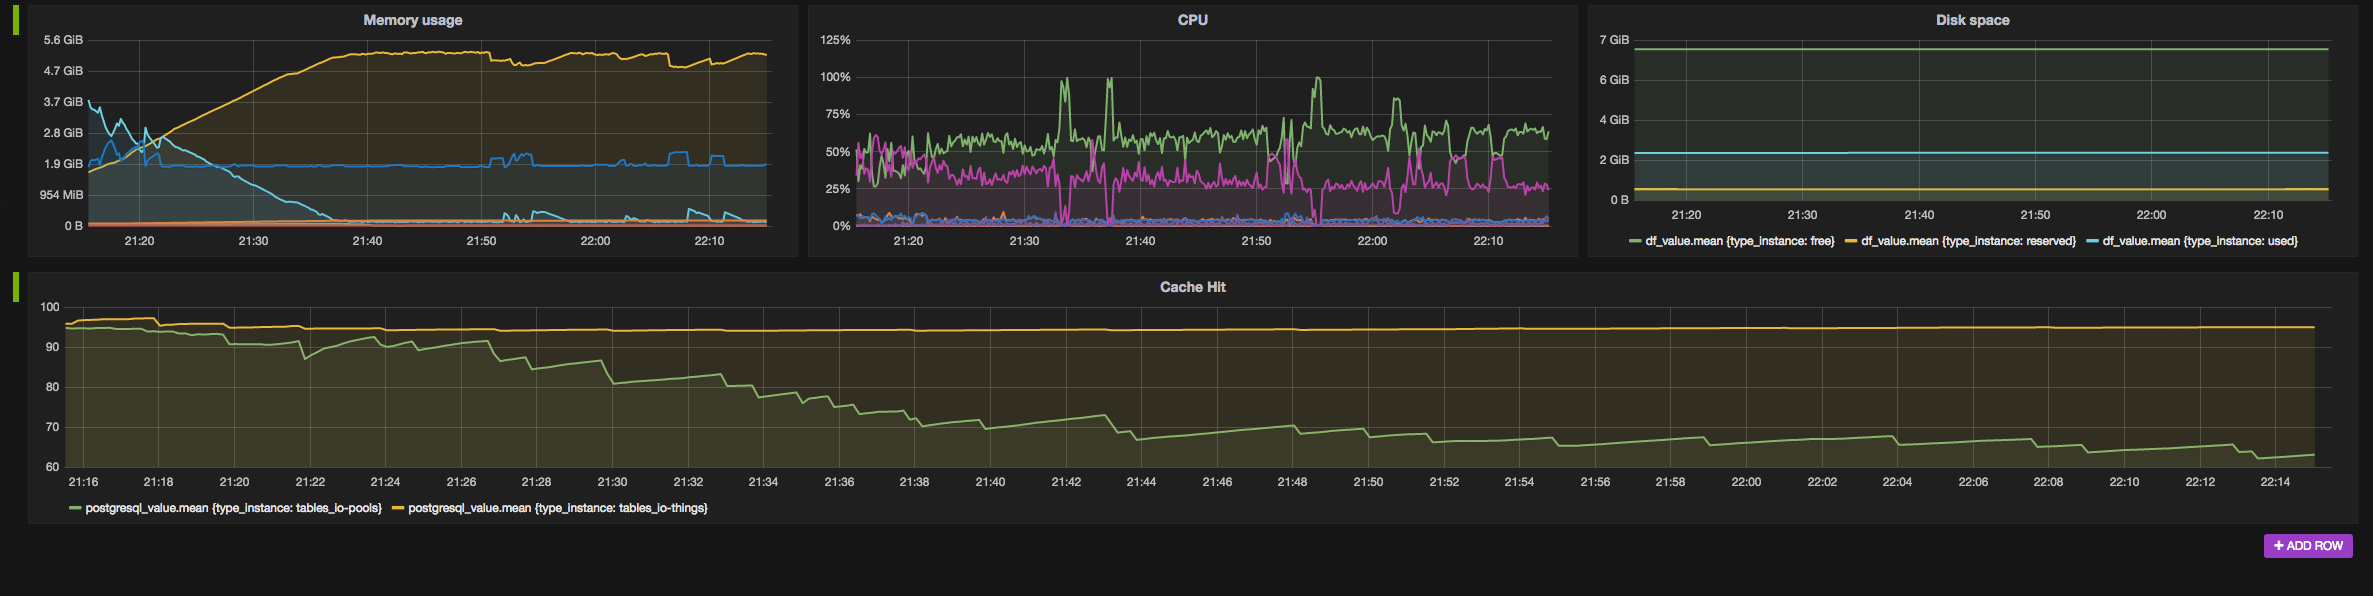 Memory usage
5.6 GiB
4.7 GiB
3.7 GiB
2.8 GiB
1.9 GiB
954 MiB
0 B
21:20 21:30 21:40 21:50 22:00 22:10
CPU
125%
100%
75%
50%
25%
0%
21:20 21:30 21:40 21:50 22:00 22:10
Disk space
7 GiB
6 GiB
4 GiB
2 GiB
0 B
21:20 21:30 21:40 21:50 22:00 22:10
df_value.mean {type_instance: free} df_value.mean {type_instance: reserved} df_value.mean {type_instance: used}
Cache Hit
100
90
80
70
60
21:16 21:18 21:20 21:22 21:24 21:26 21:28 21:30 21:32 21:34 21:36 21:38 21:40 21:42 21:44 21:46 21:48 21:50 21:52 21:54 21:56 21:58 22:00 22:02 22:04 22:06 22:08 22:10 22:12 22:14
postgresql_value.mean {type_instance: tables_io-pools} postgresql_value.mean {type_instance: tables_io-things}
+ ADD ROW